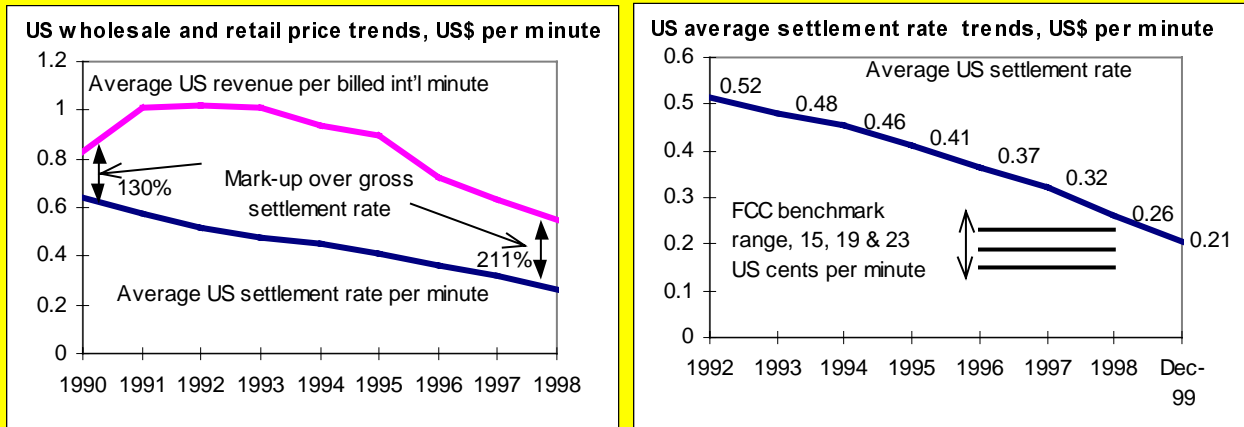 US wholesale and retail price trends, US$ per minute
1.2
1
0.8
0.6
0.4
0.2
0
Average US revenue per billed int'l minute
130%
Mark-up over gross
settlement rate
211%
Average US settlement rate per minute
1990 1991 1992 1993 1994 1995 1996 1997 1998
US average settlement rate trends, US$ per minute
0.6
0.5
0.4
0.3
0.2
0.1
0
Average US settlement rate
0.52
0.48
0.46
0.41
0.37
0.32
0.26
0.21
FCC benchmark
range, 15, 19 & 23
US cents per minute
1992 1993 1994 1995 1996 1997 1998 Dec-
99